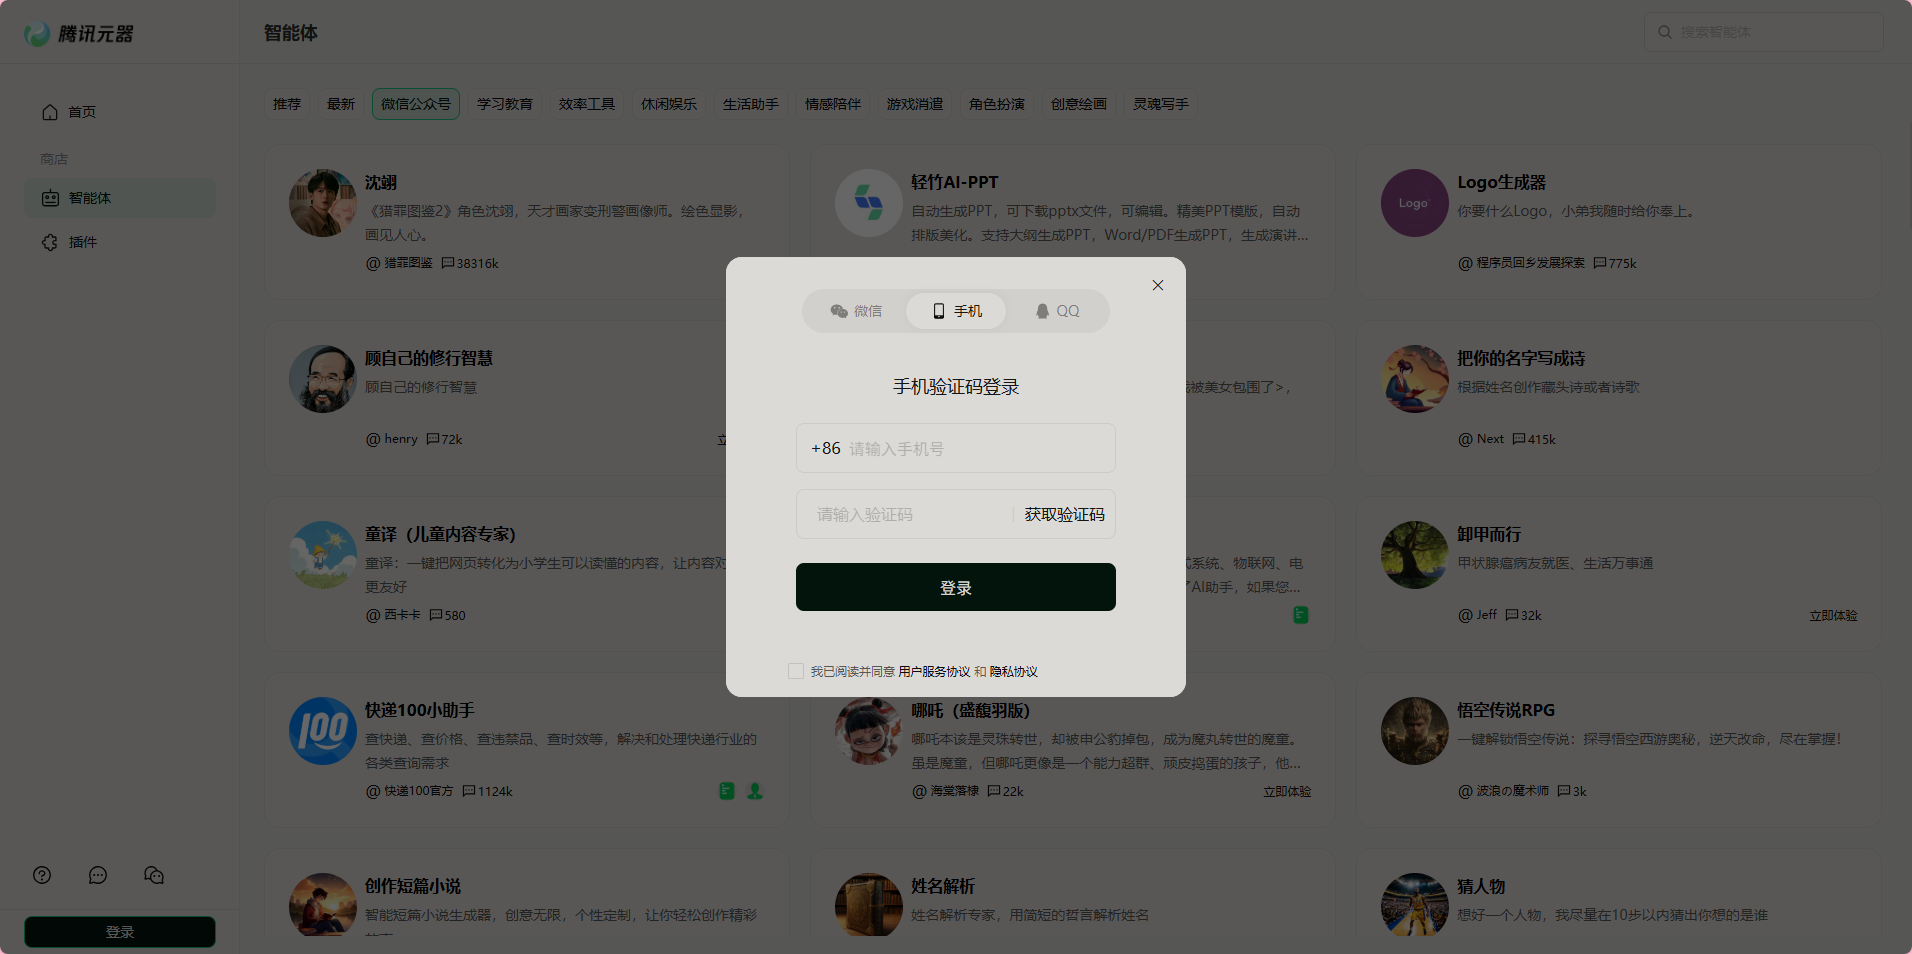 腾讯元器
智能体
搜索智能体
首页
商店
智能体
插件
推荐 最新 微信公众号 学习教育 效率工具 休闲娱乐 生活助手 情感陪伴 游戏消遣 角色扮演 创意绘画 灵魂写手
沈翊
《猎罪图鉴2》角色沈翊，天才画家变刑警画像师。绘色显影，
画见人心。
@ 猎罪图鉴 38316k
轻竹AI-PPT
自动生成PPT，可下载pptx文件，可编辑。精美PPT模版，自动
排版美化。支持大纲生成PPT，Word/PDF生成PPT，生成演讲...
Logo
Logo生成器
你要什么Logo，小弟我随时给你奉上。
@ 程序员回乡发展探索 775k
顾自己的修行智慧
顾自己的修行智慧
@ henry 72k
被美女包围了>，
把你的名字写成诗
根据姓名创作藏头诗或者诗歌
@ Next 415k
童译（儿童内容专家）
童译：一键把网页转化为小学生可以读懂的内容，让内容对
更友好
@ 西卡卡 580
系统、物联网、电
AI助手，如果您...
卸甲而行
甲状腺癌病友就医、生活万事通
@ Jeff 32k
立即体验
100
快递100小助手
查快递、查价格、查违禁品、查时效等，解决和处理快递行业的
各类查询需求
@ 快递100官方 1124k
哪吒（盛馥羽版）
哪吒本该是灵珠转世，却被申公豹掉包，成为魔丸转世的魔童。
虽是魔童，但哪吒更像是一个能力超群、顽皮捣蛋的孩子，他...
@ 海棠落棣 22k
立即体验
悟空传说RPG
一键解锁悟空传说：探寻悟空西游奥秘，逆天改命，尽在掌握！
@ 波浪の魔术师 3k
创作短篇小说
智能短篇小说生成器，创意无限，个性定制，让你轻松创作精彩
姓名解析
姓名解析专家，用简短的哲言解析姓名
猜人物
想好一个人物，我尽量在10步以内猜出你想的是谁
登录
微信
手机
QQ
手机验证码登录
+86 请输入手机号
请输入验证码 获取验证码
登录
我已阅读并同意 用户服务协议 和 隐私协议